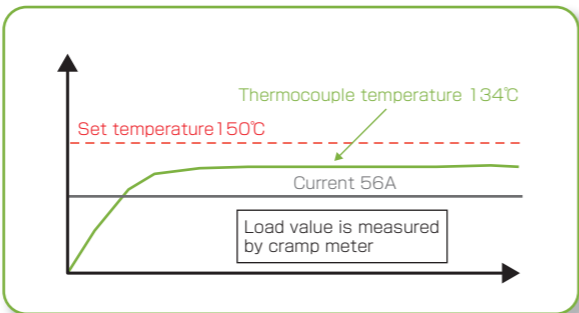 Thermocouple temperature 134℃
Set temperature150℃
Current 56A
Load value is measured
by cramp meter